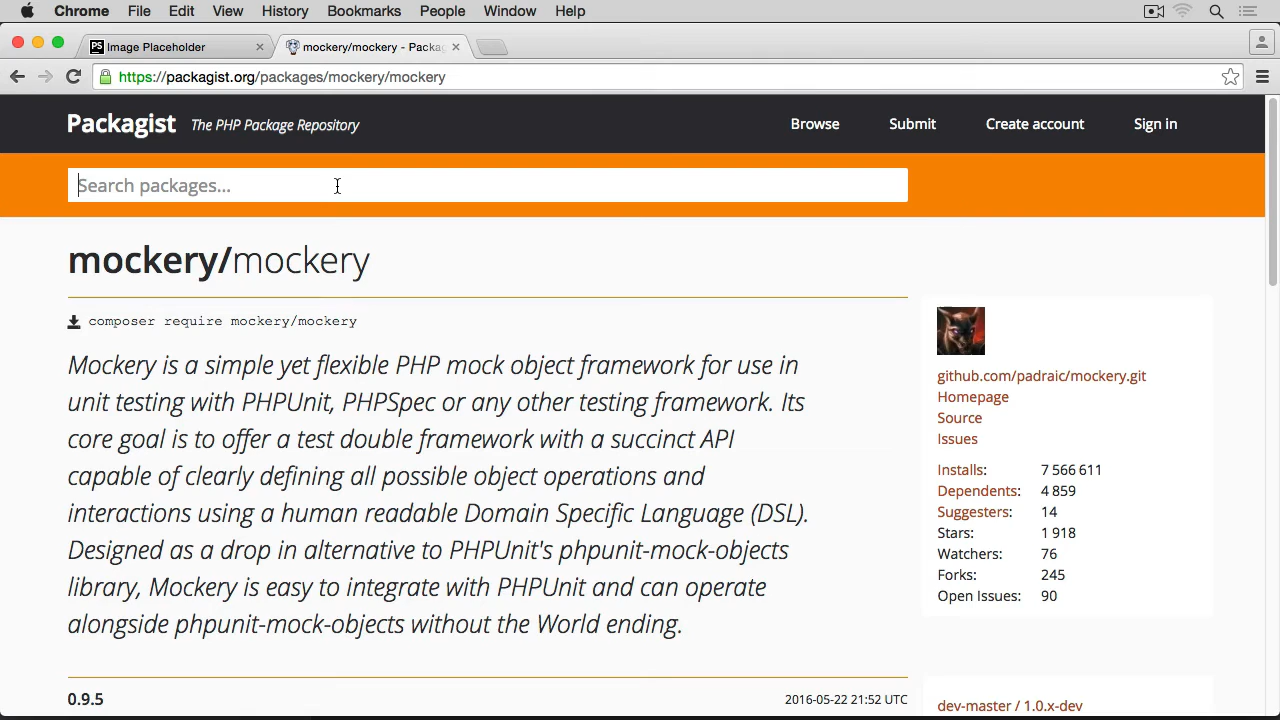 Chrome File Edit View History Bookmarks People Window Help
PS Image Placeholder
mockery/mockery - Packa
https://packagist.org/packages/mockery/mockery
Packagist The PHP Package Repository Browse Submit Create account Sign in
Search packages...
mockery/mockery
composer require mockery/mockery
Mockery is a simple yet flexible PHP mock object framework for use in
unit testing with PHPUnit, PHPSpec or any other testing framework. Its
core goal is to offer a test double framework with a succinct API
capable of clearly defining all possible object operations and
interactions using a human readable Domain Specific Language (DSL).
Designed as a drop in alternative to PHPUnit's phpunit-mock-objects
library, Mockery is easy to integrate with PHPUnit and can operate
alongside phpunit-mock-objects without the World ending.
github.com/padraic/mockery.git
Homepage
Source
Issues
Installs: 7 566 611
Dependents: 4 859
Suggesters: 14
Stars: 1 918
Watchers: 76
Forks: 245
Open Issues: 90
0.9.5 2016-05-22 21:52 UTC
dev-master / 1.0.x-dev